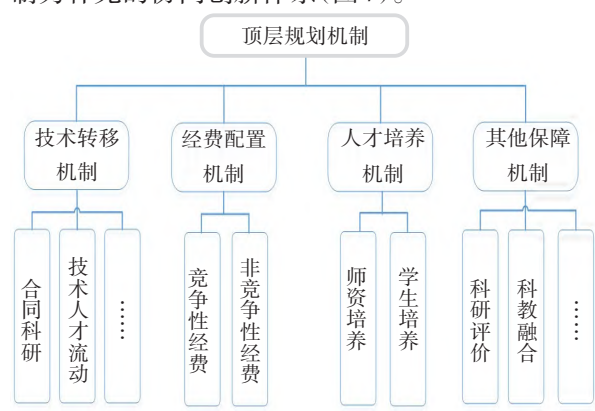 顶层规划机制
技术转移
机制
经费配置
机制
人才培养
机制
其他保障
机制
合同科研
技术人才流动
……
竞争性经费
非竞争性经费
师资培养
学生培养
科研评价
科教融合
……